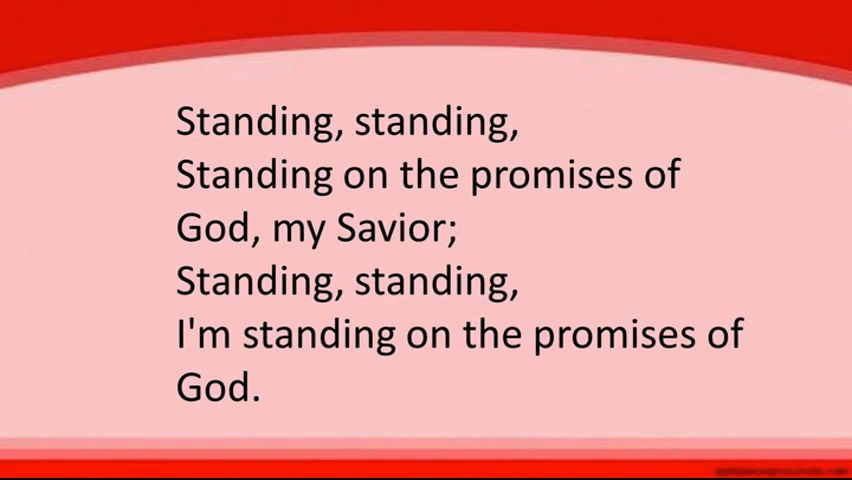 Standing, standing,
Standing on the promises of
God, my Savior;
Standing, standing,
I'm standing on the promises of
God.